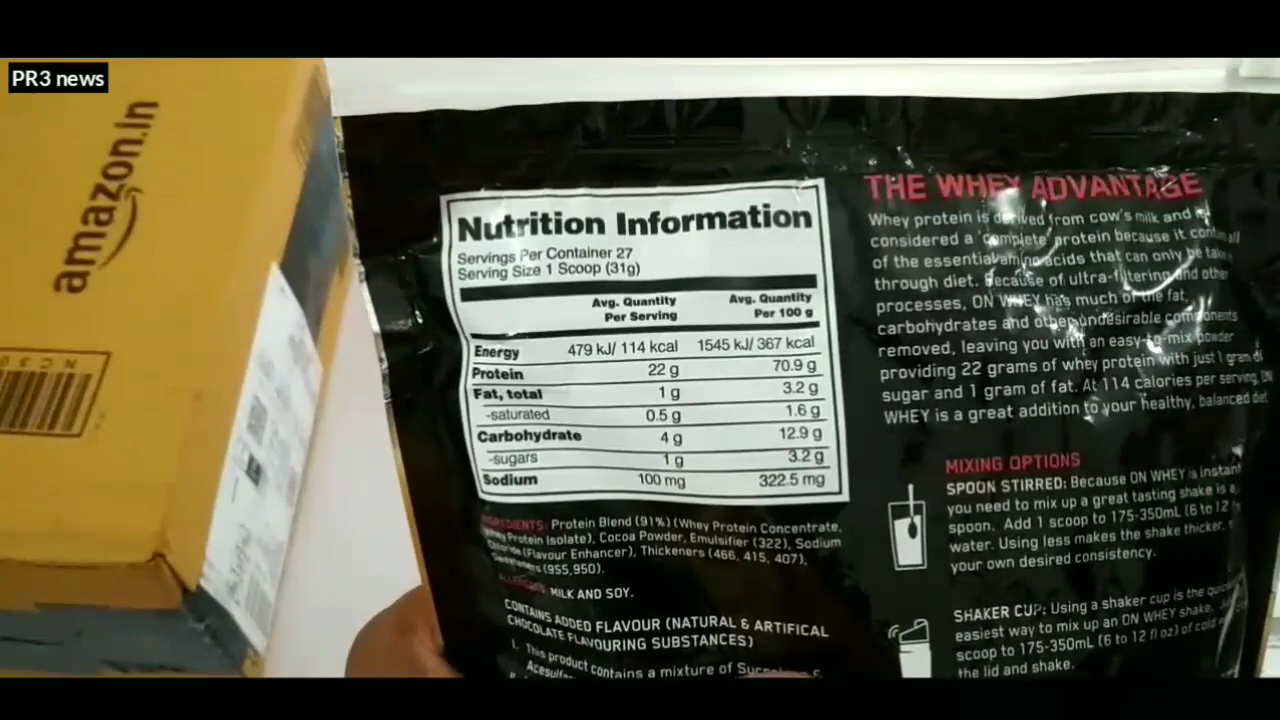 PR3 news
amazon.in
Nutrition Information
Servings Per Container 27
Serving Size 1 Scoop (31g)
Avg. Quantity Per Serving
Avg. Quantity Per 100 g
Energy 479 kJ/ 114 kcal 1545 kJ/ 367 kcal
Protein 22 g 70.9 g
Fat, total 1 g 3.2 g
-saturated 0.5 g 1.6 g
Carbohydrate 4 g 12.9 g
-sugars 1 g 3.2 g
Sodium 100 mg 322.5 mg
INGREDIENTS: Protein Blend (91%) (Whey Protein Concentrate,
Whey Protein Isolate), Cocoa Powder, Emulsifier (322), Sodium
Chloride (Flavour Enhancer), Thickeners (466, 415, 407),
Sweeteners (955,950).
ALLERGENS: MILK AND SOY.
CONTAINS ADDED FLAVOUR (NATURAL & ARTIFICIAL
CHOCOLATE FLAVOURING SUBSTANCES)
This product contains a mixture of
THE WHEY ADVANTAGE
Whey protein is derived from cow's milk and is
considered a 'complete' protein because it contains all
of the essential amino acids that can only be taken
through diet. Because of ultra-filtering and other
processes, ON WHEY has much of the fat,
carbohydrates and other undesirable components
removed, leaving you with an easy-to-mix powder
providing 22 grams of whey protein with just 1 gram of
sugar and 1 gram of fat. At 114 calories per serving, ON
WHEY is a great addition to your healthy, balanced diet
MIXING OPTIONS
SPOON STIRRED: Because ON WHEY is instant
you need to mix up a great tasting shake is a
spoon. Add 1 scoop to 175-350mL (6 to 12
water. Using less makes the shake thicker,
your own desired consistency.
SHAKER CUP: Using a shaker cup is the
easiest way to mix up an ON WHEY shake.
scoop to 175-350mL (6 to 12 fl oz) of cold
the lid and shake.